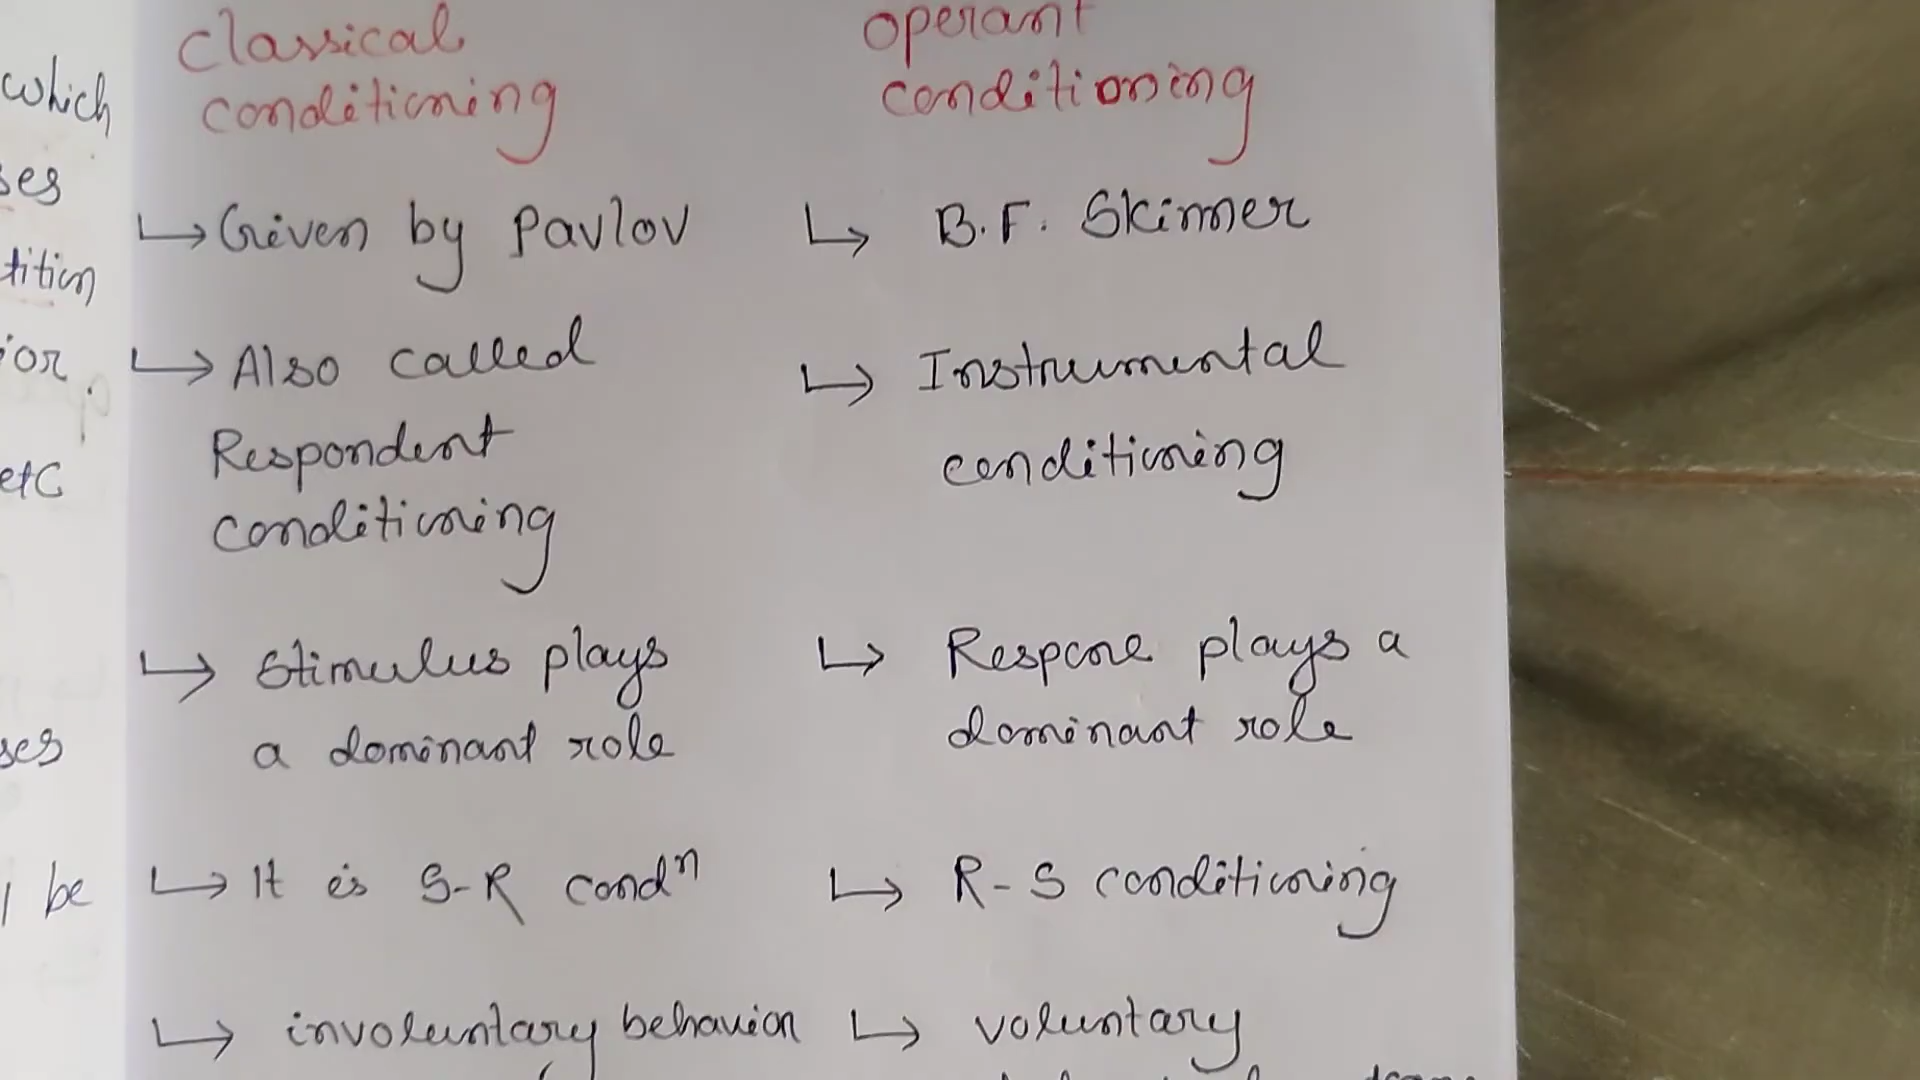 which
ses
tition
ior.
etc
ses
be
Classical
conditioning
Given by Pavlov
Also called
Respondent
conditioning
Stimulus plays
a dominant role
It is S-R condⁿ
involuntary behavior
operant
conditioning
B.F. Skinner
Instrumental
conditioning
Respone plays a
dominant role
R-S conditioning
voluntary